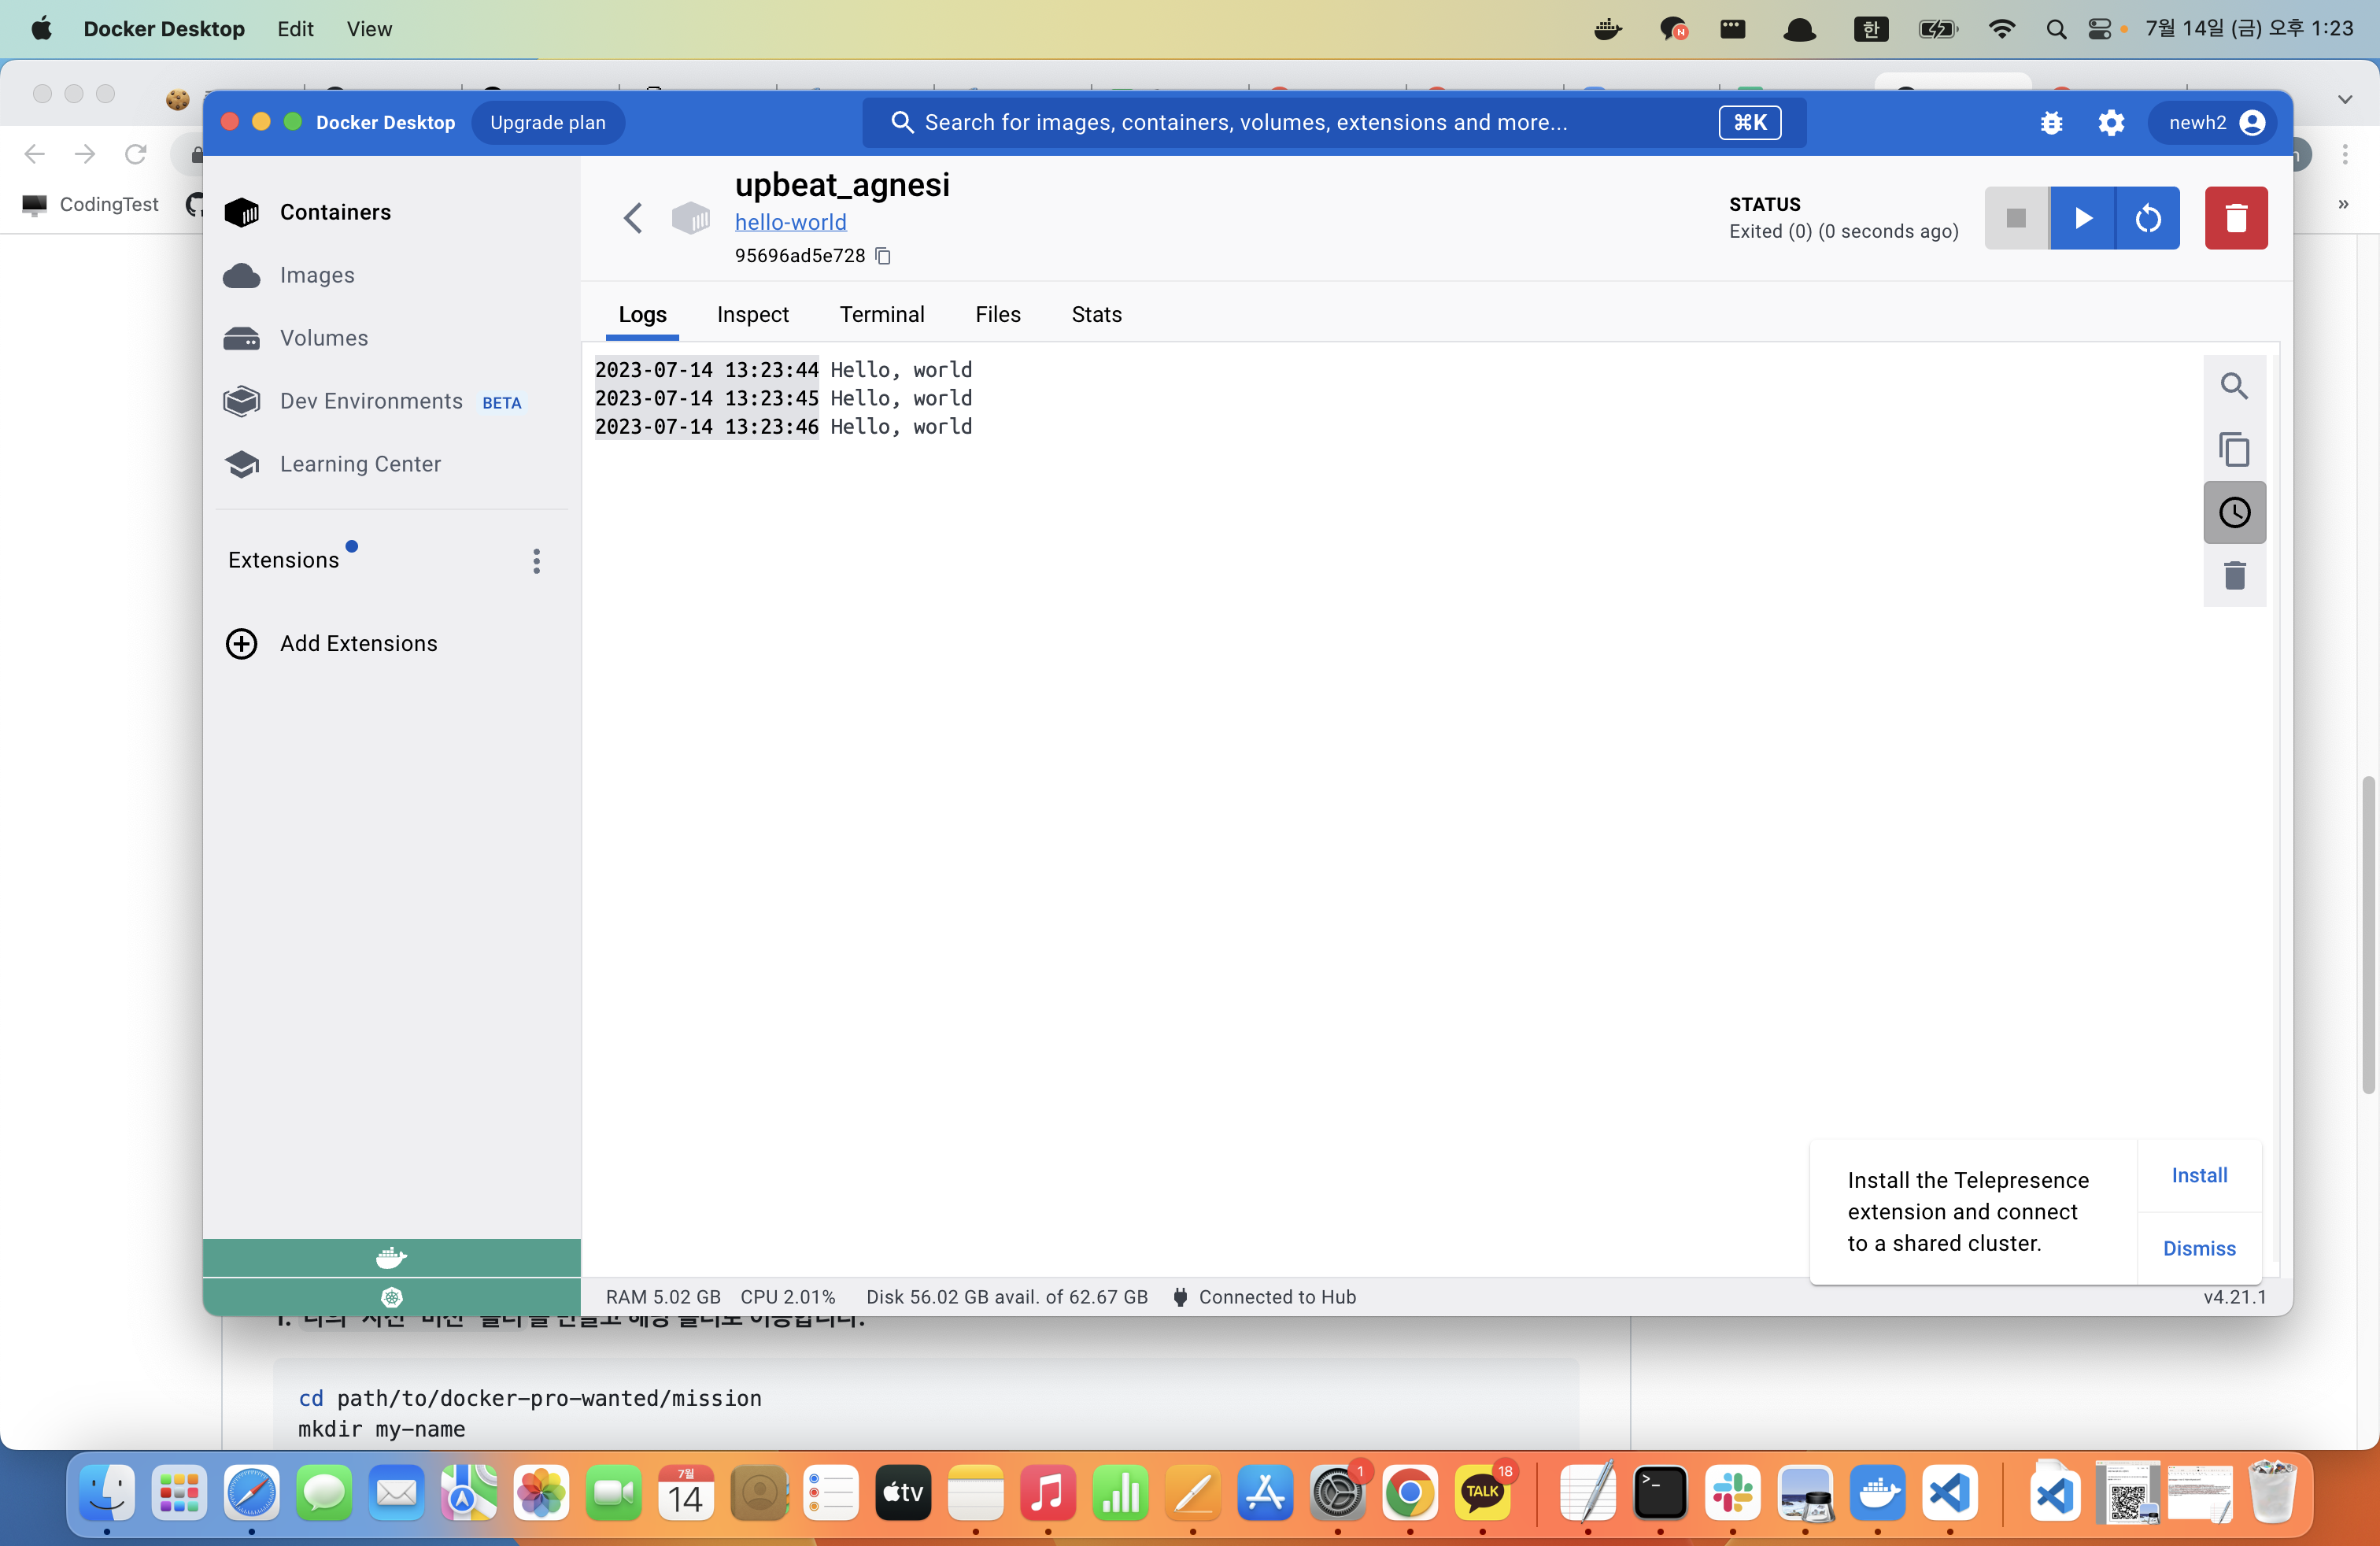 Docker Desktop Edit View
한
7월 14일 (금) 오후 1:23
Docker Desktop
Upgrade plan
Search for images, containers, volumes, extensions and more...
⌘K
newh2
CodingTest
»
Containers
Images
Volumes
Dev Environments BETA
Learning Center
Extensions
Add Extensions
upbeat_agnesi
hello-world
95696ad5e728
STATUS
Exited (0) (0 seconds ago)
Logs Inspect Terminal Files Stats
2023-07-14 13:23:44 Hello, world
2023-07-14 13:23:45 Hello, world
2023-07-14 13:23:46 Hello, world
Install the Telepresence
extension and connect
to a shared cluster.
Install
Dismiss
RAM 5.02 GB CPU 2.01% Disk 56.02 GB avail. of 62.67 GB Connected to Hub
v4.21.1
cd path/to/docker-pro-wanted/mission
mkdir my-name
7월
14
tv
1
TALK
18